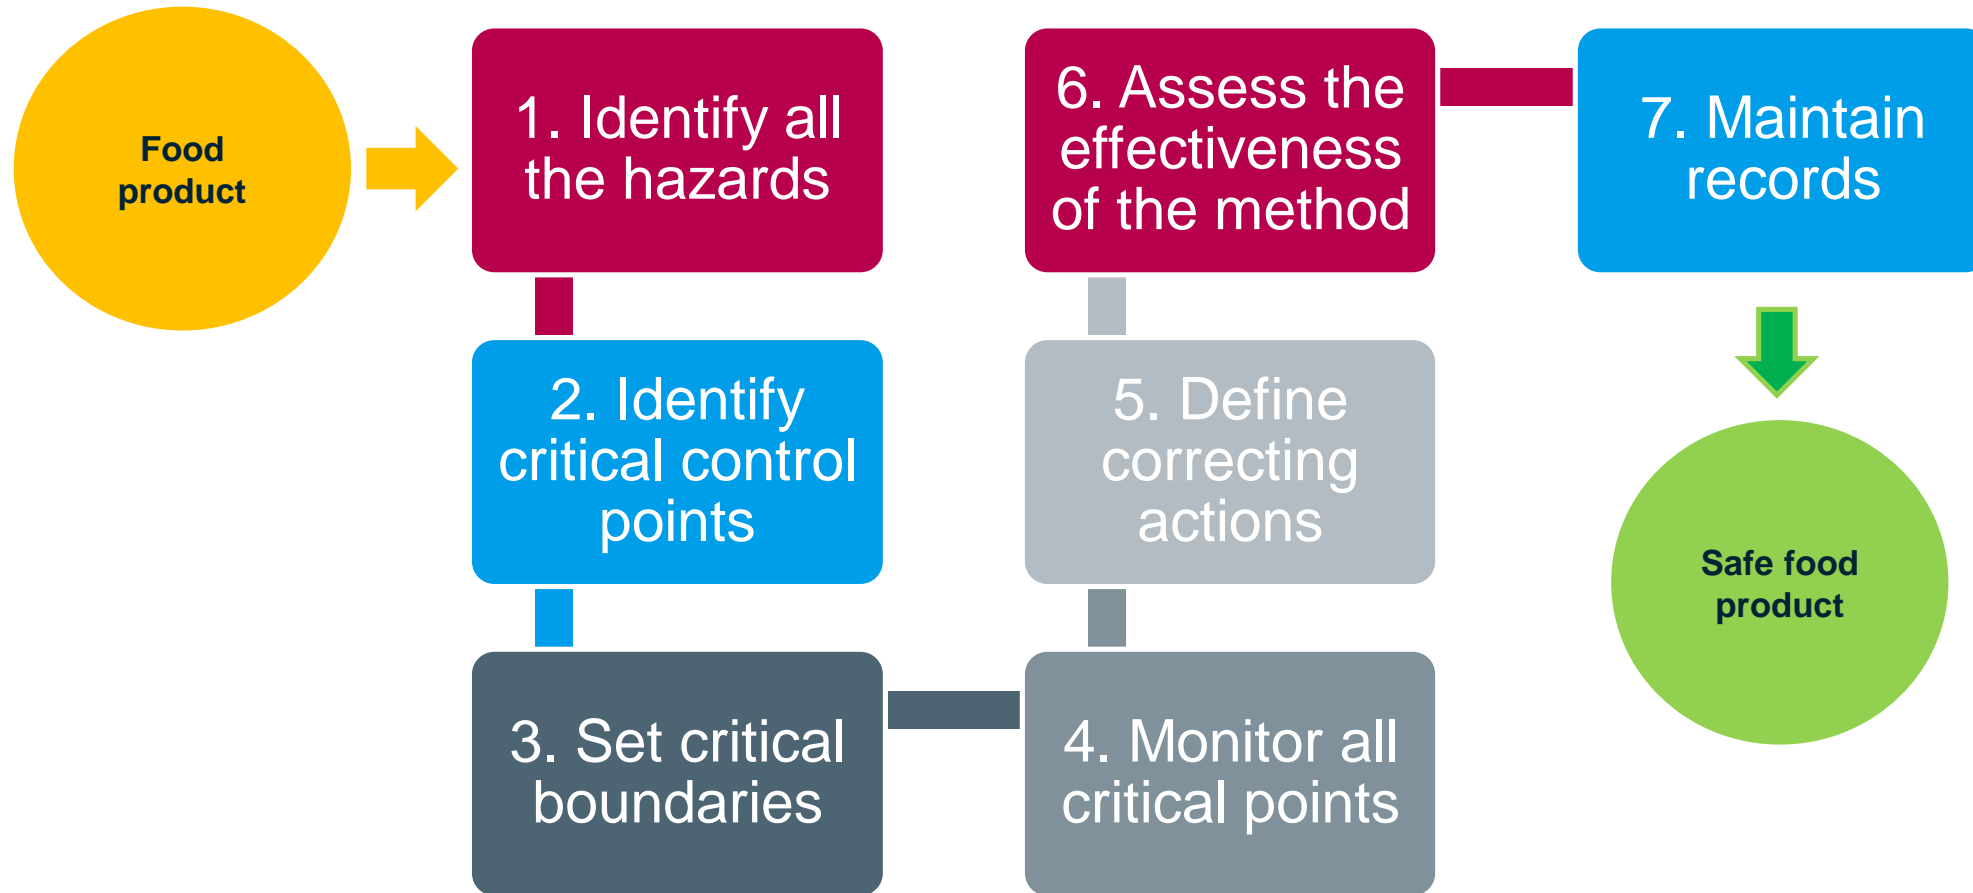 Food
product
1. Identify all
the hazards
2. Identify
critical control
points
3. Set critical
boundaries
4. Monitor all
critical points
5. Define
correcting
actions
6. Assess the
effectiveness
of the method
7. Maintain
records
Safe food
product